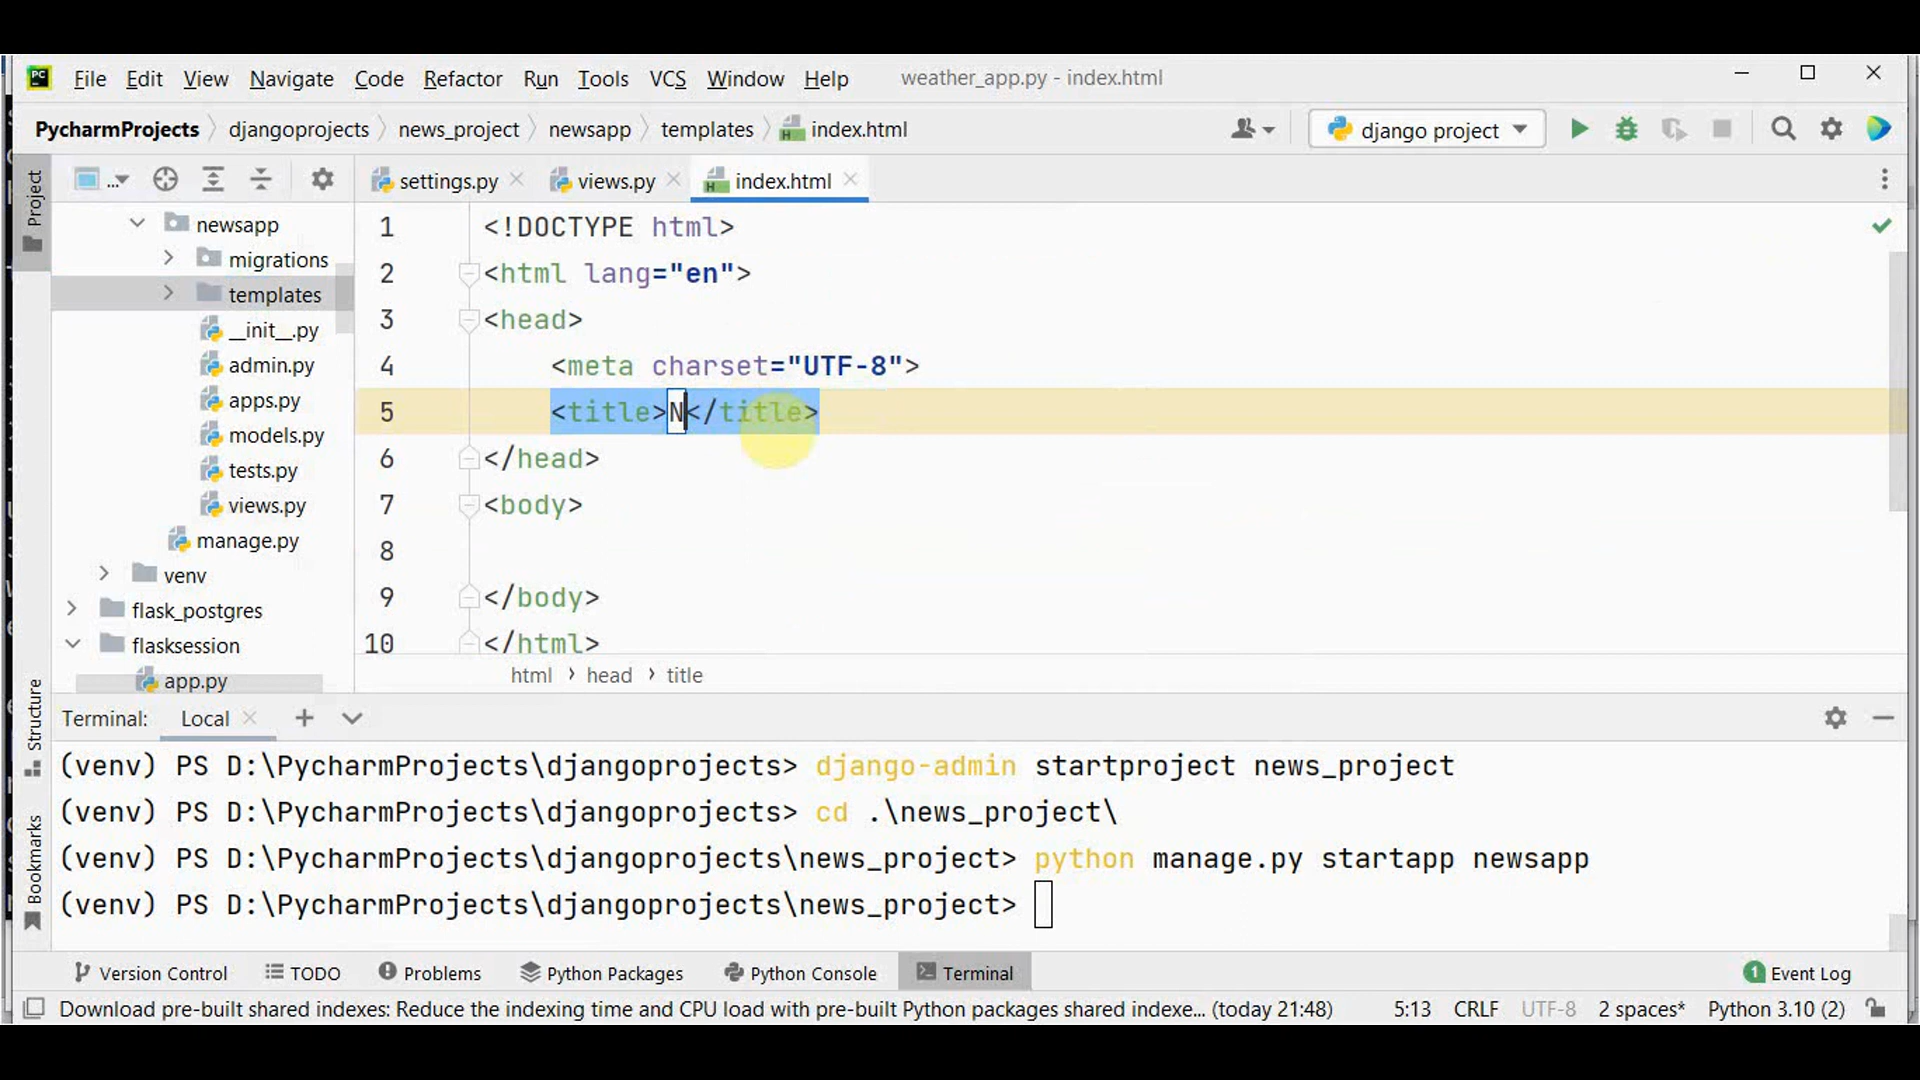 PC File Edit View Navigate Code Refactor Run Tools VCS Window Help weather_app.py - index.html
PycharmProjects djangoprojects news_project newsapp templates index.html django project
Project ... settings.py views.py index.html
newsapp
migrations
templates
__init__.py
admin.py
apps.py
models.py
tests.py
views.py
manage.py
venv
flask_postgres
flasksession
app.py
1 <!DOCTYPE html>
2 <html lang="en">
3 <head>
4 <meta charset="UTF-8">
5 <title>N</title>
6 </head>
7 <body>
8
9 </body>
10 </html>
html head title
Structure
Bookmarks
Terminal: Local
(venv) PS D:\PycharmProjects\djangoprojects> django-admin startproject news_project
(venv) PS D:\PycharmProjects\djangoprojects> cd .\news_project\
(venv) PS D:\PycharmProjects\djangoprojects\news_project> python manage.py startapp newsapp
(venv) PS D:\PycharmProjects\djangoprojects\news_project>
Version Control TODO Problems Python Packages Python Console Terminal 1 Event Log
Download pre-built shared indexes: Reduce the indexing time and CPU load with pre-built Python packages shared indexe... (today 21:48) 5:13 CRLF UTF-8 2 spaces* Python 3.10 (2)